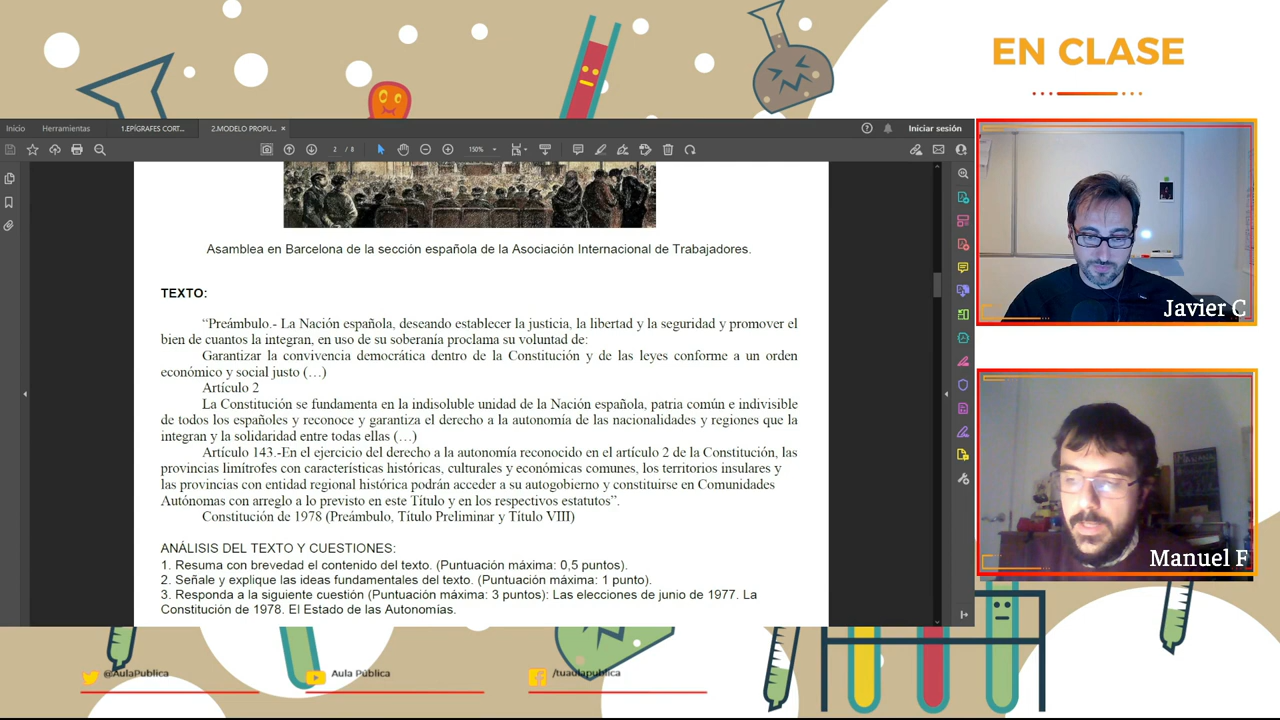 EN CLASE
Inicio Herramientas 1.EPÍGRAFES CORT... 2.MODELO PROPU... × Iniciar sesión
2 / 8 150%
Asamblea en Barcelona de la sección española de la Asociación Internacional de Trabajadores.
TEXTO:
“Preámbulo.- La Nación española, deseando establecer la justicia, la libertad y la seguridad y promover el
bien de cuantos la integran, en uso de su soberanía proclama su voluntad de:
Garantizar la convivencia democrática dentro de la Constitución y de las leyes conforme a un orden
económico y social justo (…)
Artículo 2
La Constitución se fundamenta en la indisoluble unidad de la Nación española, patria común e indivisible
de todos los españoles y reconoce y garantiza el derecho a la autonomía de las nacionalidades y regiones que la
integran y la solidaridad entre todas ellas (…)
Artículo 143.-En el ejercicio del derecho a la autonomía reconocido en el artículo 2 de la Constitución, las
provincias limítrofes con características históricas, culturales y económicas comunes, los territorios insulares y
las provincias con entidad regional histórica podrán acceder a su autogobierno y constituirse en Comunidades
Autónomas con arreglo a lo previsto en este Título y en los respectivos estatutos”.
Constitución de 1978 (Preámbulo, Título Preliminar y Título VIII)
ANÁLISIS DEL TEXTO Y CUESTIONES:
1. Resuma con brevedad el contenido del texto. (Puntuación máxima: 0,5 puntos).
2. Señale y explique las ideas fundamentales del texto. (Puntuación máxima: 1 punto).
3. Responda a la siguiente cuestión (Puntuación máxima: 3 puntos): Las elecciones de junio de 1977. La
Constitución de 1978. El Estado de las Autonomías.
Javier C
Manuel F
@AulaPublica
Aula Pública
/tuaulapublica